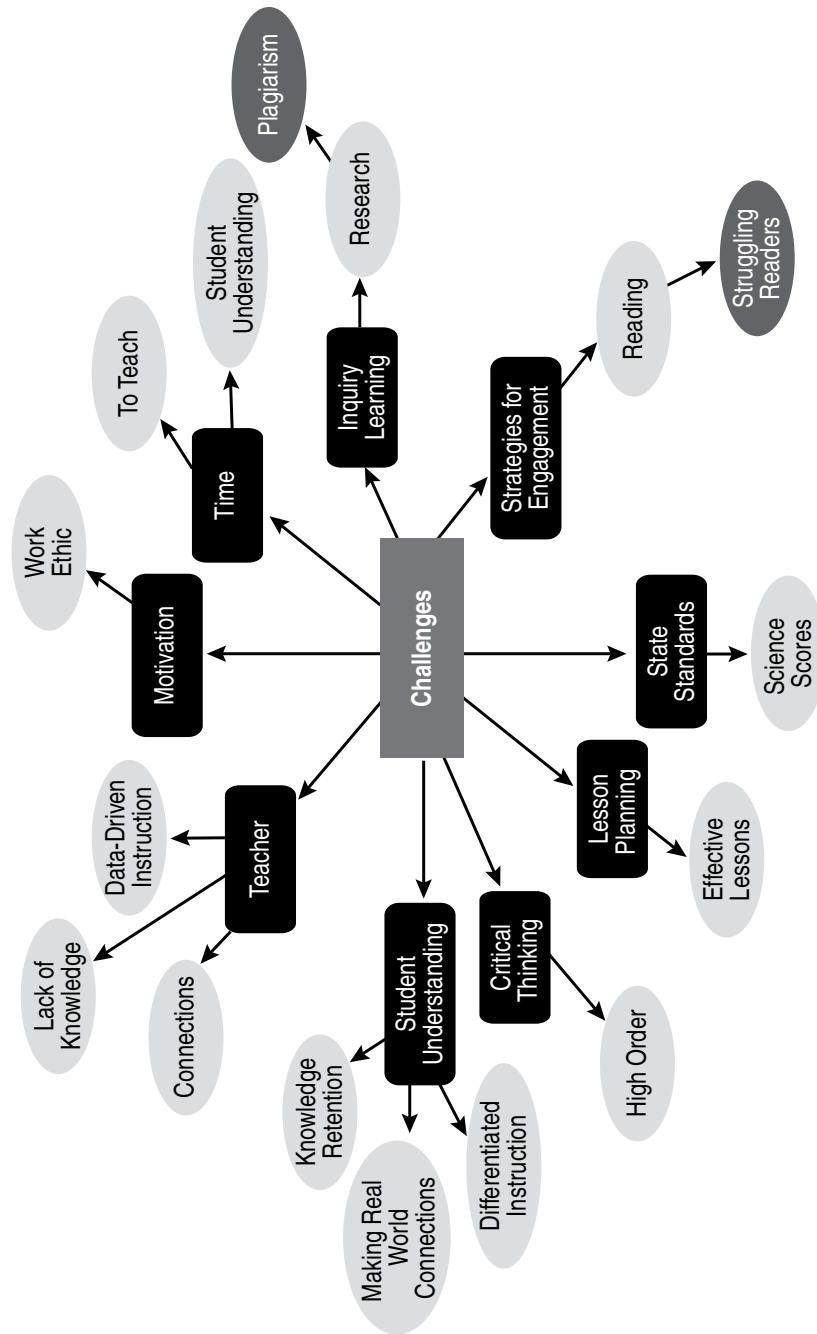 Challenges
Motivation
Work
Ethic
Time
To Teach
Student
Understanding
Inquiry
Learning
Research
Plagiarism
Strategies for
Engagement
Reading
Struggling
Readers
State
Standards
Science
Scores
Lesson
Planning
Effective
Lessons
Critical
Thinking
High Order
Student
Understanding
Knowledge
Retention
Making Real
World
Connections
Differentiated
Instruction
Teacher
Data-Driven
Instruction
Lack of
Knowledge
Connections